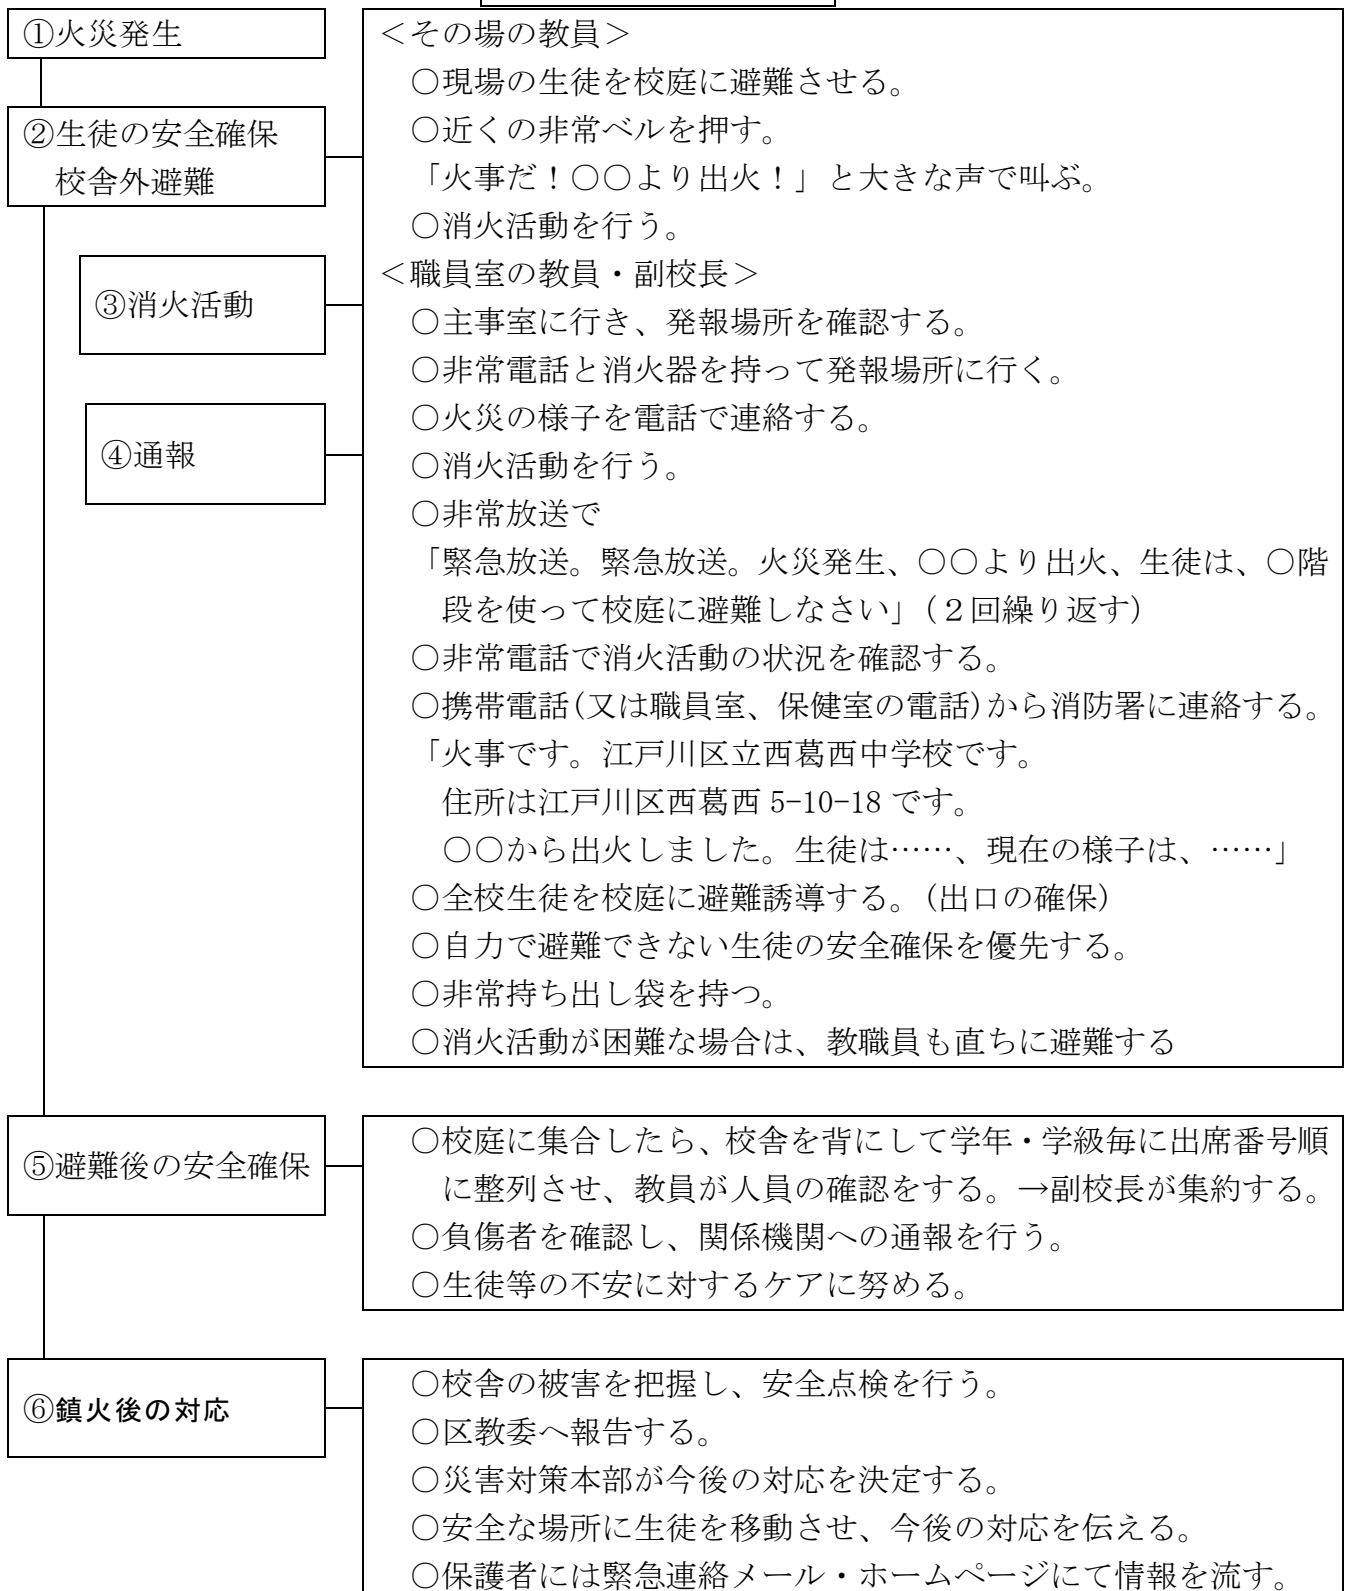 ①火災発生
②生徒の安全確保
校舎外避難
③消火活動
④通報
＜その場の教員＞
○現場の生徒を校庭に避難させる。
○近くの非常ベルを押す。
「火事だ！○○より出火！」と大きな声で叫ぶ。
○消火活動を行う。
＜職員室の教員・副校長＞
○主事室に行き、発報場所を確認する。
○非常電話と消火器を持って発報場所に行く。
○火災の様子を電話で連絡する。
○消火活動を行う。
○非常放送で
「緊急放送。緊急放送。火災発生、○○より出火、生徒は、○階
段を使って校庭に避難しなさい」(２回繰り返す)
○非常電話で消火活動の状況を確認する。
○携帯電話(又は職員室、保健室の電話)から消防署に連絡する。
「火事です。江戸川区立西葛西中学校です。
住所は江戸川区西葛西 5-10-18 です。
○○から出火しました。生徒は……、現在の様子は、……」
○全校生徒を校庭に避難誘導する。(出口の確保)
○自力で避難できない生徒の安全確保を優先する。
○非常持ち出し袋を持つ。
○消火活動が困難な場合は、教職員も直ちに避難する
⑤避難後の安全確保
○校庭に集合したら、校舎を背にして学年・学級毎に出席番号順
に整列させ、教員が人員の確認をする。→副校長が集約する。
○負傷者を確認し、関係機関への通報を行う。
○生徒等の不安に対するケアに努める。
⑥鎮火後の対応
○校舎の被害を把握し、安全点検を行う。
○区教委へ報告する。
○災害対策本部が今後の対応を決定する。
○安全な場所に生徒を移動させ、今後の対応を伝える。
○保護者には緊急連絡メール・ホームページにて情報を流す。